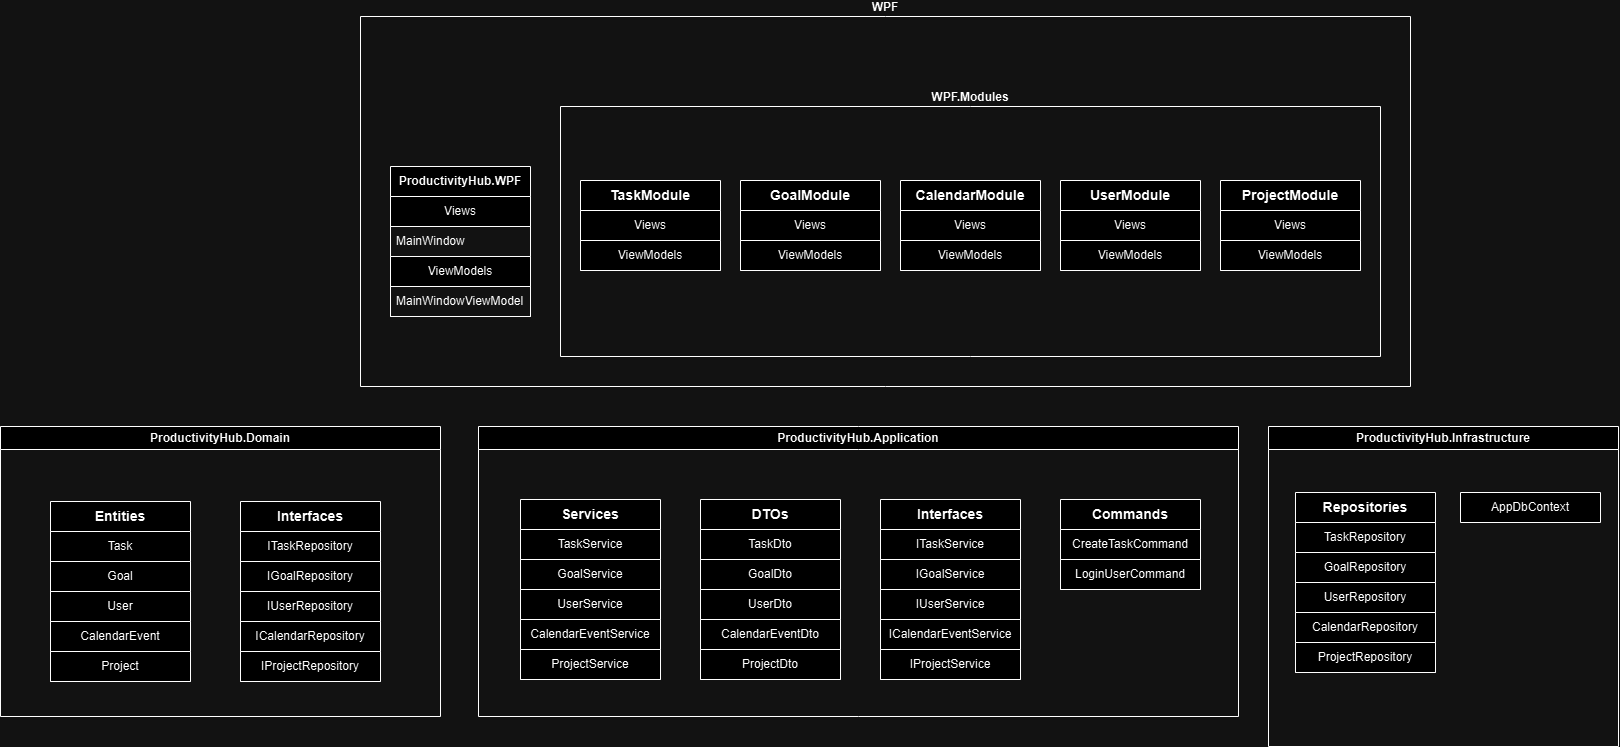 WPF
WPF.Modules
ProductivityHub.WPF
Views
MainWindow
ViewModels
MainWindowViewModel
TaskModule
Views
ViewModels
GoalModule
Views
ViewModels
CalendarModule
Views
ViewModels
UserModule
Views
ViewModels
ProjectModule
Views
ViewModels
ProductivityHub.Domain
Entities
Task
Goal
User
CalendarEvent
Project
Interfaces
ITaskRepository
IGoalRepository
IUserRepository
ICalendarRepository
IProjectRepository
ProductivityHub.Application
Services
TaskService
GoalService
UserService
CalendarEventService
ProjectService
DTOs
TaskDto
GoalDto
UserDto
CalendarEventDto
ProjectDto
Interfaces
ITaskService
IGoalService
IUserService
ICalendarEventService
IProjectService
Commands
CreateTaskCommand
LoginUserCommand
ProductivityHub.Infrastructure
Repositories
TaskRepository
GoalRepository
UserRepository
CalendarRepository
ProjectRepository
AppDbContext